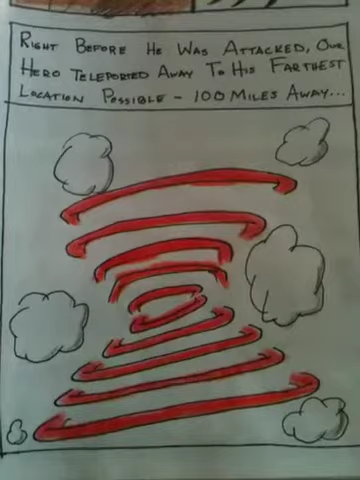 Right Before He Was Attacked, Our
Hero Teleported Away To His Farthest
Location Possible - 100 Miles Away...